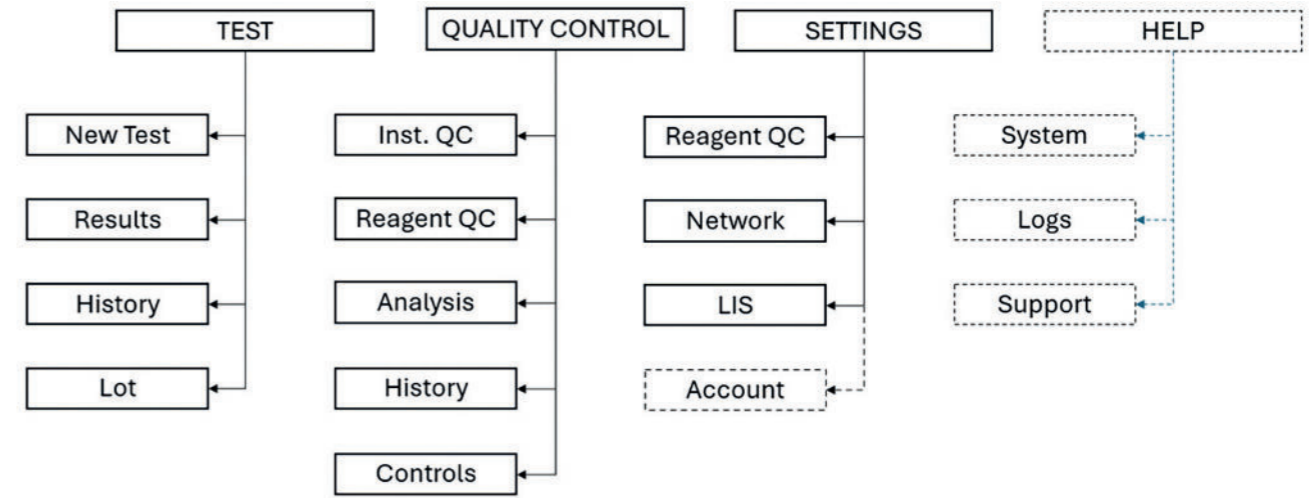 TEST
New Test
Results
History
Lot
QUALITY CONTROL
Inst. QC
Reagent QC
Analysis
History
Controls
SETTINGS
Reagent QC
Network
LIS
Account
HELP
System
Logs
Support